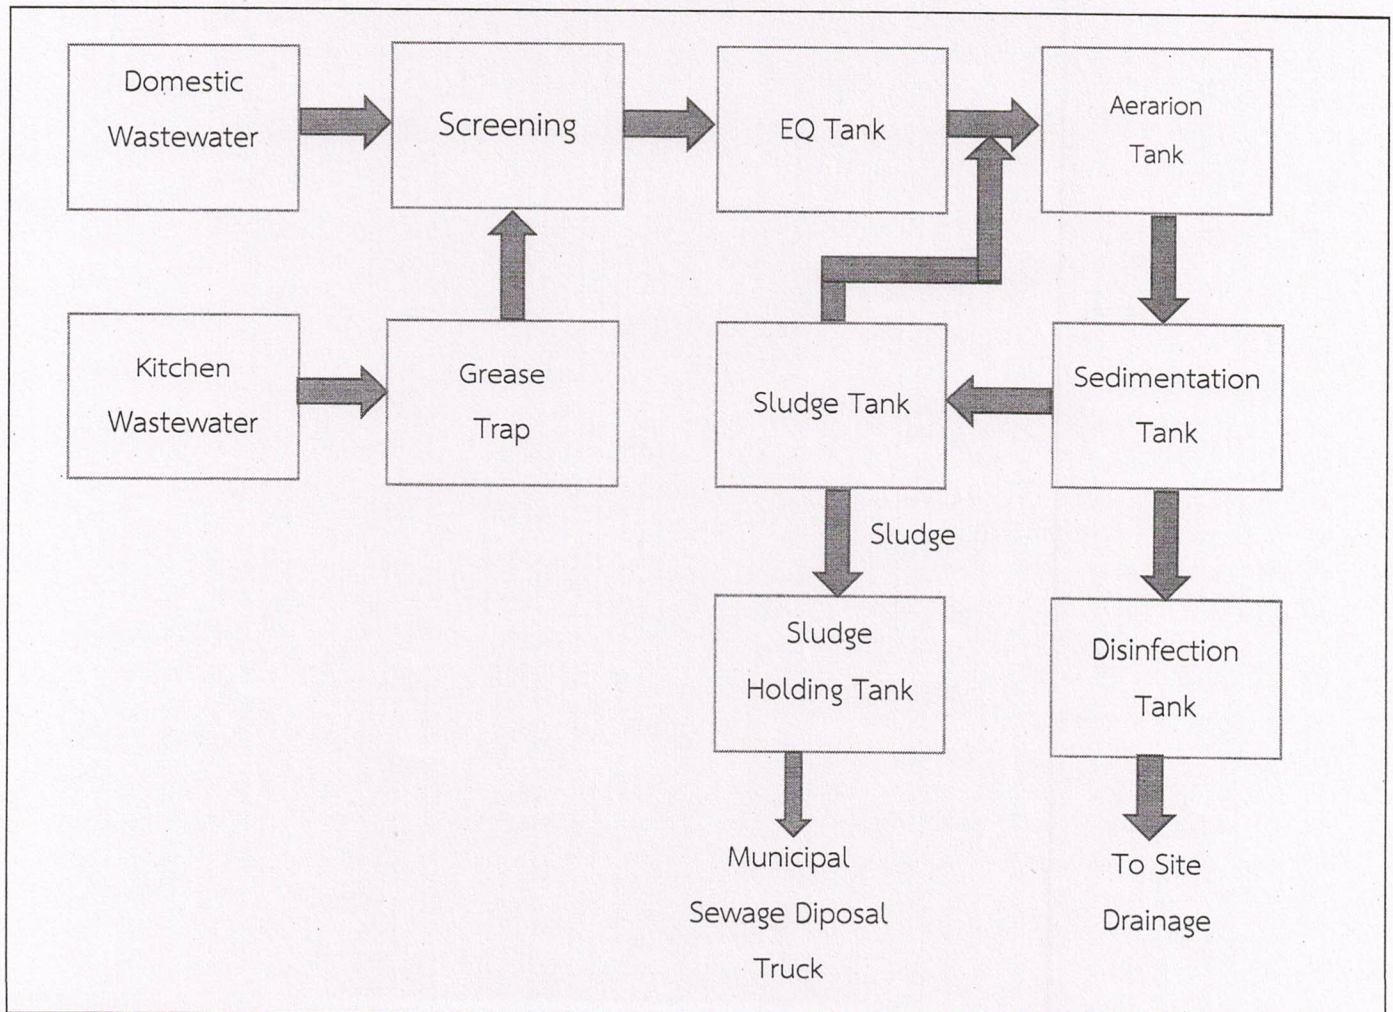 Domestic
Wastewater
Screening
EQ Tank
Aerarion
Tank
Kitchen
Wastewater
Grease
Trap
Sludge Tank
Sedimentation
Tank
Sludge
Sludge
Holding Tank
Disinfection
Tank
Municipal
Sewage Diposal
Truck
To Site
Drainage